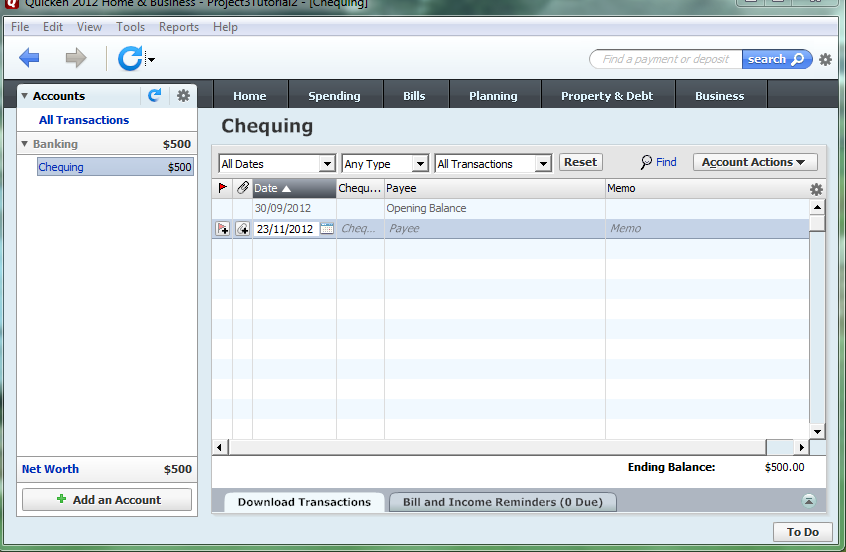 Quicken 2012 Home & Business - Project3Tutorial2 - [Chequing]
File Edit View Tools Reports Help
Find a payment or deposit search
Accounts Home Spending Bills Planning Property & Debt Business
All Transactions
Chequing
Banking $500
Chequing $500
All Dates Any Type All Transactions Reset Find Account Actions
Date Chequ... Payee Memo
30/09/2012 Opening Balance
23/11/2012 Cheq... Payee Memo
Ending Balance: $500.00
Net Worth $500
Add an Account
Download Transactions Bill and Income Reminders (0 Due)
To Do